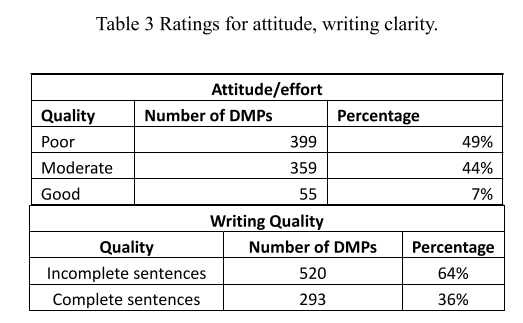 Table 3 Ratings for attitude, writing clarity.
Attitude/effort
Quality Number of DMPs Percentage
Poor 399 49%
Moderate 359 44%
Good 55 7%
Writing Quality
Quality Number of DMPs Percentage
Incomplete sentences 520 64%
Complete sentences 293 36%